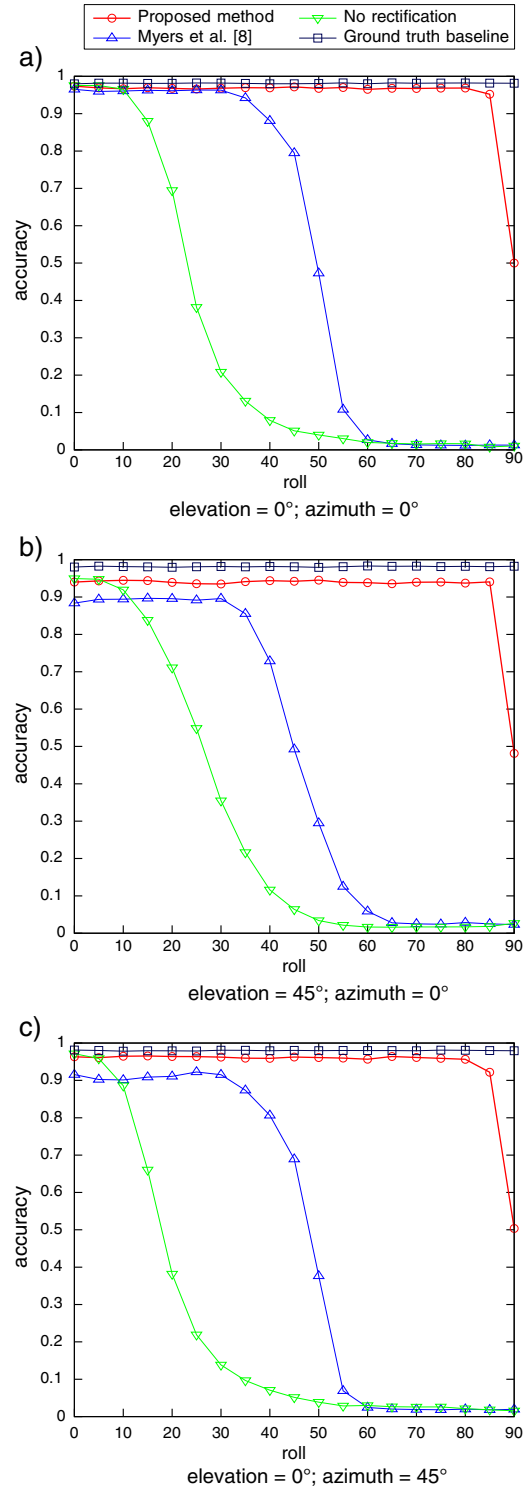 Proposed method
No rectification
Myers et al. [8]
Ground truth baseline
a)
1
0.9
0.8
0.7
0.6
0.5
0.4
0.3
0.2
0.1
0
accuracy
0 10 20 30 40 50 60 70 80 90
roll
elevation = 0°; azimuth = 0°
b)
1
0.9
0.8
0.7
0.6
0.5
0.4
0.3
0.2
0.1
0
accuracy
0 10 20 30 40 50 60 70 80 90
roll
elevation = 45°; azimuth = 0°
c)
1
0.9
0.8
0.7
0.6
0.5
0.4
0.3
0.2
0.1
0
accuracy
0 10 20 30 40 50 60 70 80 90
roll
elevation = 0°; azimuth = 45°